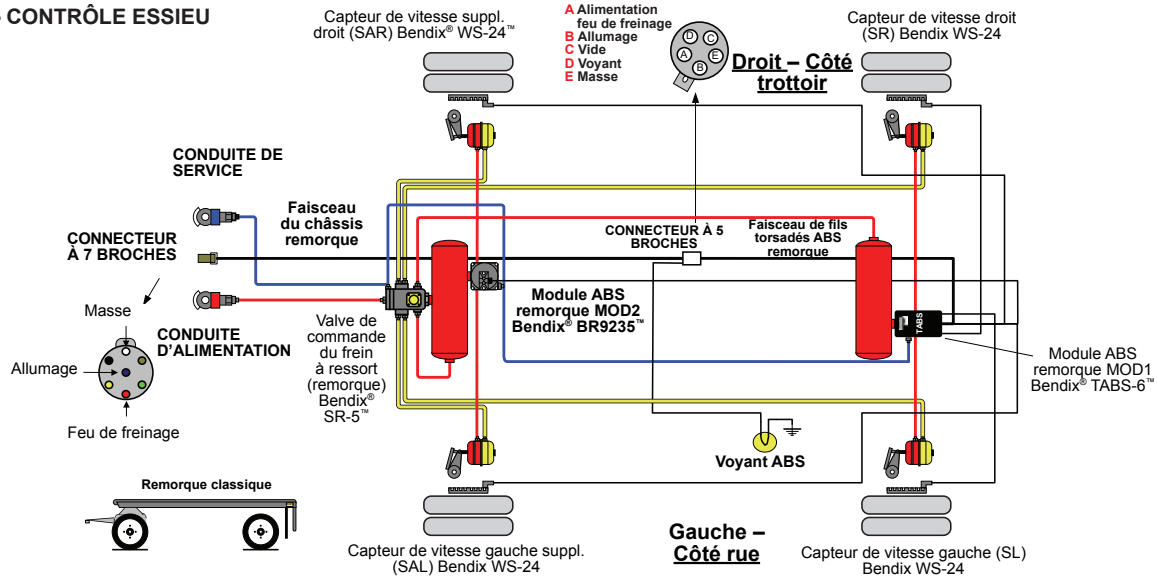 CONTRÔLE ESSIEU
Capteur de vitesse suppl.
droit (SAR) Bendix® WS-24™
A Alimentation
feu de freinage
B Allumage
C Vide
D Voyant
E Masse
D
C
A
E
B
Droit – Côté
trottoir
Capteur de vitesse droit
(SR) Bendix WS-24
CONDUITE DE
SERVICE
CONNECTEUR
À 7 BROCHES
Faisceau
du châssis
remorque
CONNECTEUR À 5
BROCHES
Faisceau de fils
torsadés ABS
remorque
Masse
Allumage
Feu de freinage
CONDUITE
D'ALIMENTATION
Valve de
commande
du frein
à ressort
(remorque)
Bendix®
SR-5™
Module ABS
remorque MOD2
Bendix® BR9235™
TABS
Module ABS
remorque MOD1
Bendix® TABS-6™
Voyant ABS
Remorque classique
Capteur de vitesse gauche suppl.
(SAL) Bendix WS-24
Gauche –
Côté rue
Capteur de vitesse gauche (SL)
Bendix WS-24